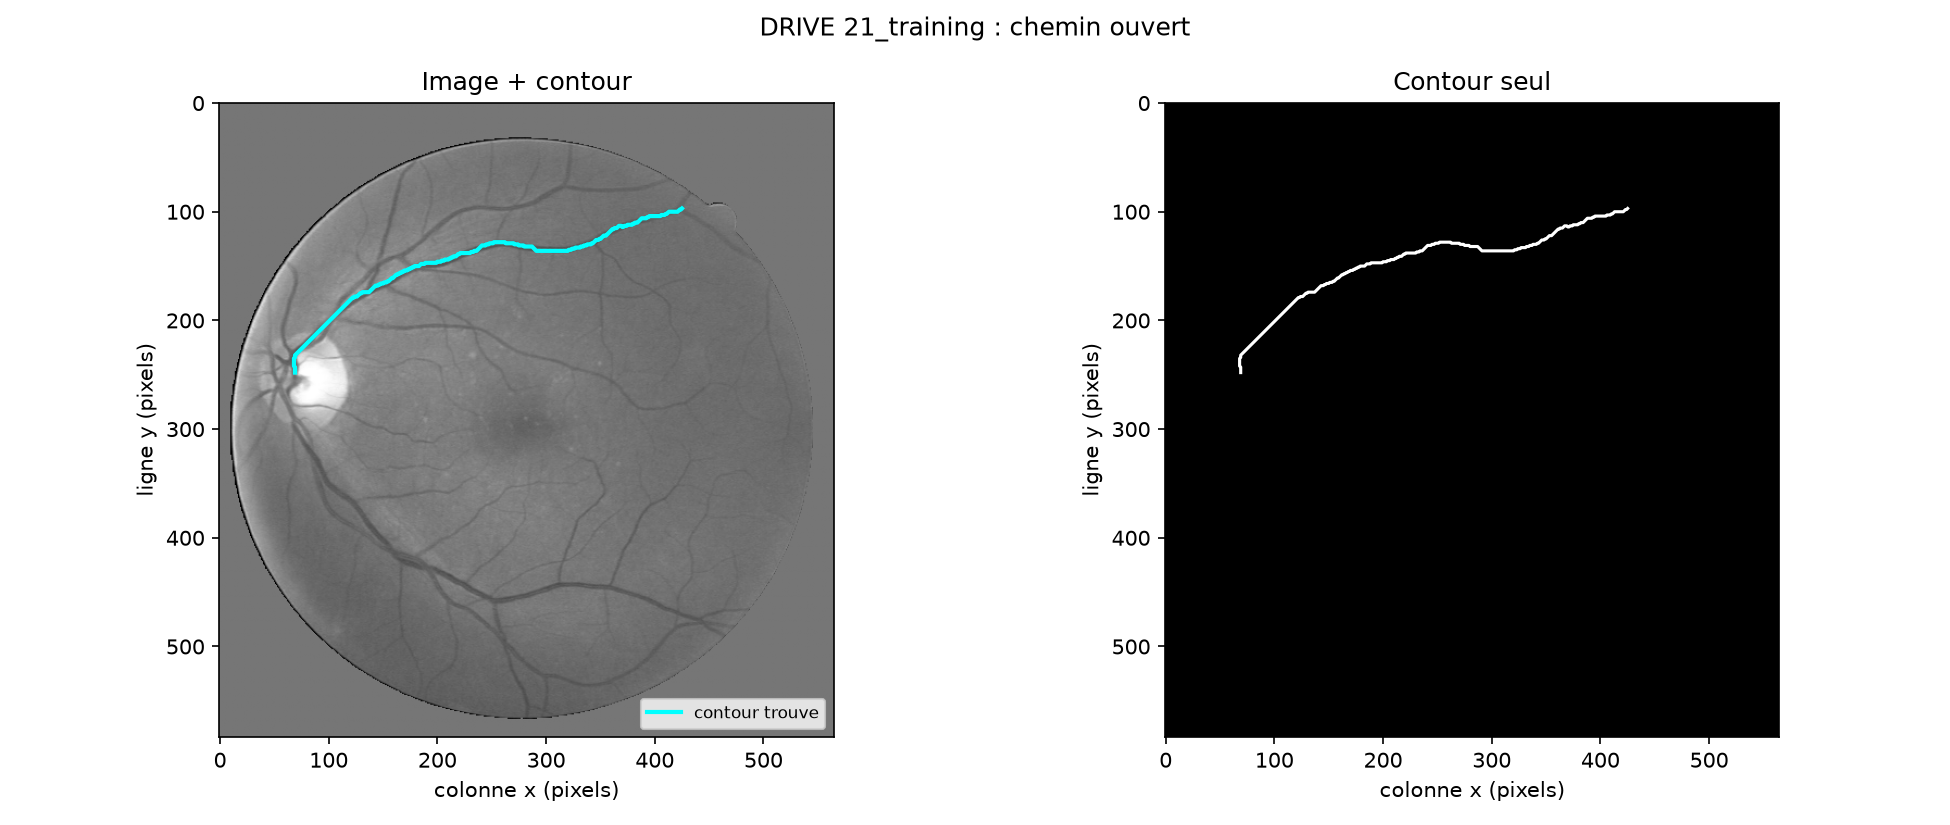 DRIVE 21_training : chemin ouvert
Image + contour
0
100
200
300
400
500
ligne y (pixels)
0 100 200 300 400 500
colonne x (pixels)
contour trouve
Contour seul
0
100
200
300
400
500
ligne y (pixels)
0 100 200 300 400 500
colonne x (pixels)